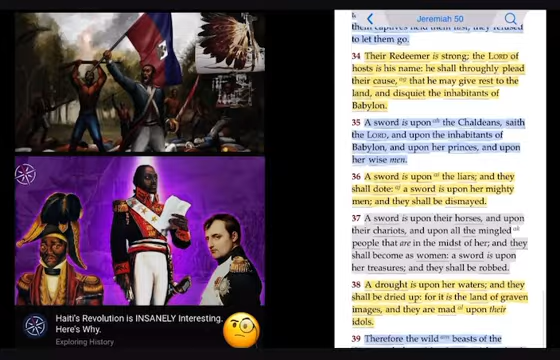 Haiti's Revolution is INSANELY Interesting.
Here's Why.
Exploring History
Jeremiah 50
to let them go.
34 Their Redeemer is strong; the LORD of
hosts is his name: he shall throughly plead
their cause, that he may give rest to the
land, and disquiet the inhabitants of
Babylon.
35 A sword is upon the Chaldeans, saith
the LORD, and upon the inhabitants of
Babylon, and upon her princes, and upon
her wise men.
36 A sword is upon the liars; and they
shall dote: a sword is upon her mighty
men; and they shall be dismayed.
37 A sword is upon their horses, and upon
their chariots, and upon all the mingled
people that are in the midst of her; and they
shall become as women: a sword is upon
her treasures; and they shall be robbed.
38 A drought is upon her waters; and they
shall be dried up: for it is the land of graven
images, and they are mad upon their
idols.
39 Therefore the wild beasts of the